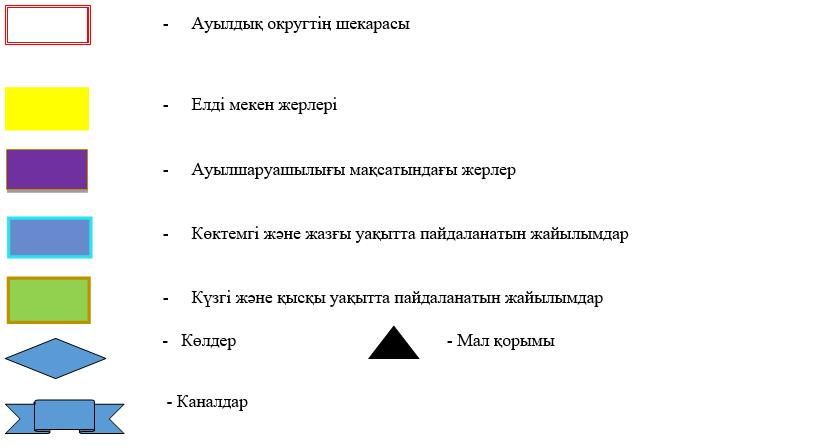 - Ауылдық округтің шекарасы
- Елді мекен жерлері
- Ауылшаруашылығы мақсатындағы жерлер
- Көктемгі және жазғы уақытта пайдаланатын жайылымдар
- Күзгі және қысқы уақытта пайдаланатын жайылымдар
- Көлдер - Мал қорымы
- Каналдар